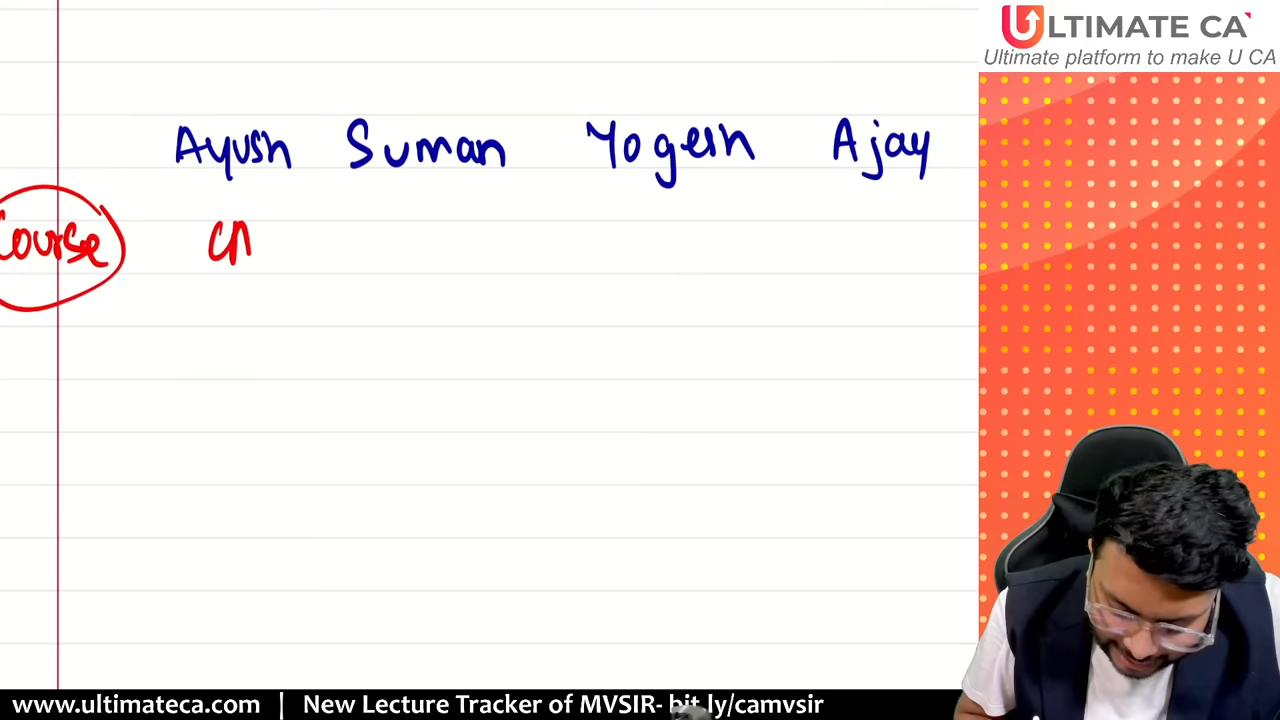 ULTIMATE CA
Ultimate platform to make U CA
Ayush Suman Yogesh Ajay
Course CA
www.ultimateca.com | New Lecture Tracker of MVSIR- bit.ly/camvsir